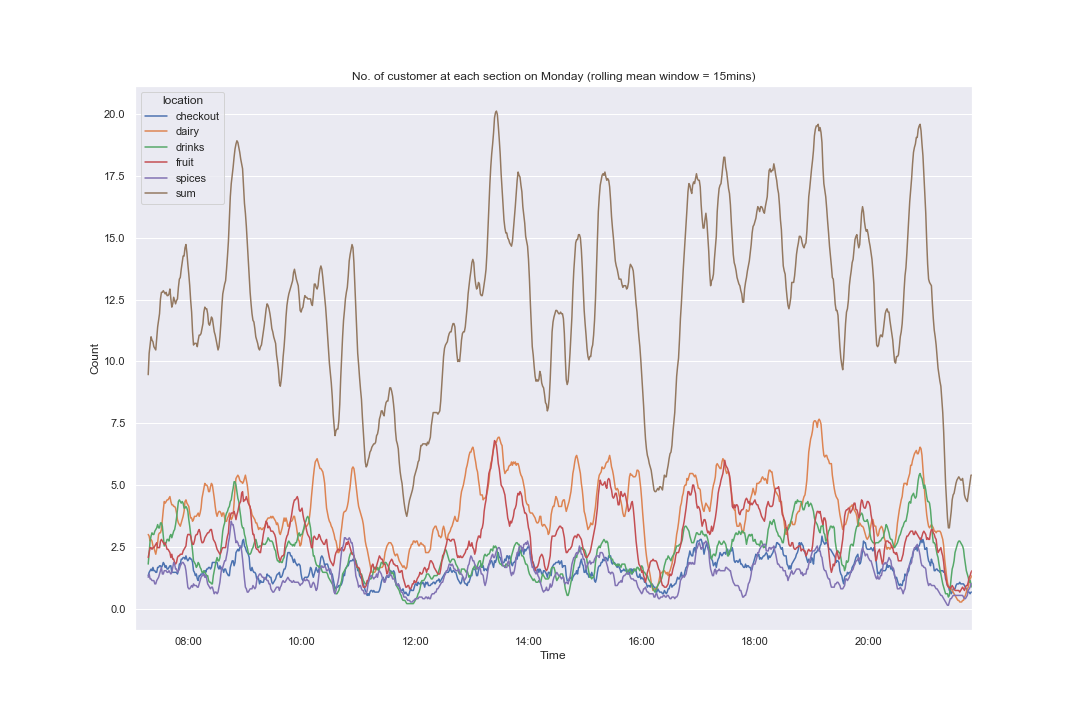 No. of customer at each section on Monday (rolling mean window = 15mins)
location
checkout
dairy
drinks
fruit
spices
sum
Count
20.0
17.5
15.0
12.5
10.0
7.5
5.0
2.5
0.0
08:00 10:00 12:00 14:00 16:00 18:00 20:00
Time